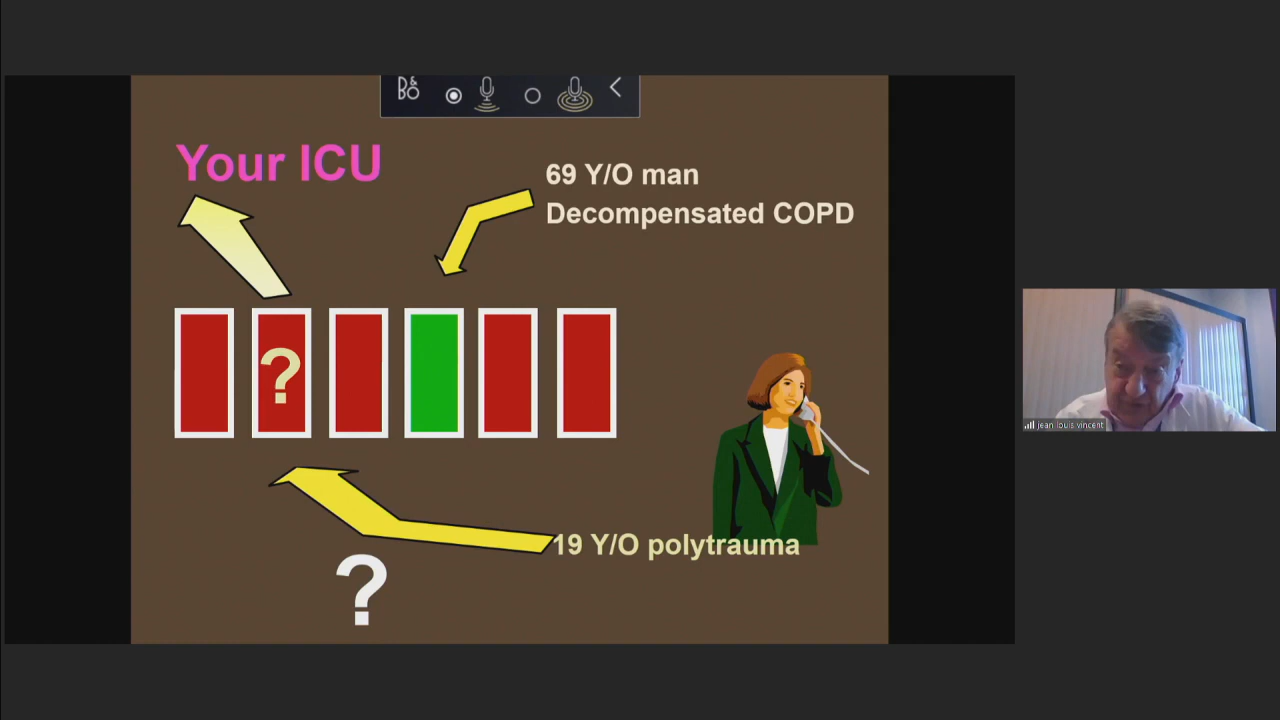 B&O
Your ICU
69 Y/O man
Decompensated COPD
?
19 Y/O polytrauma
?
jean louis vincent